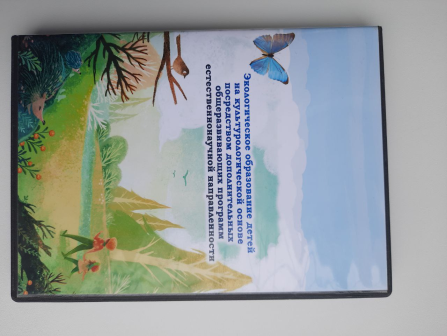 Экологическое образование детей
на культурологической основе
посредством дополнительных
общеразвивающих программ
естественнонаучной направленности